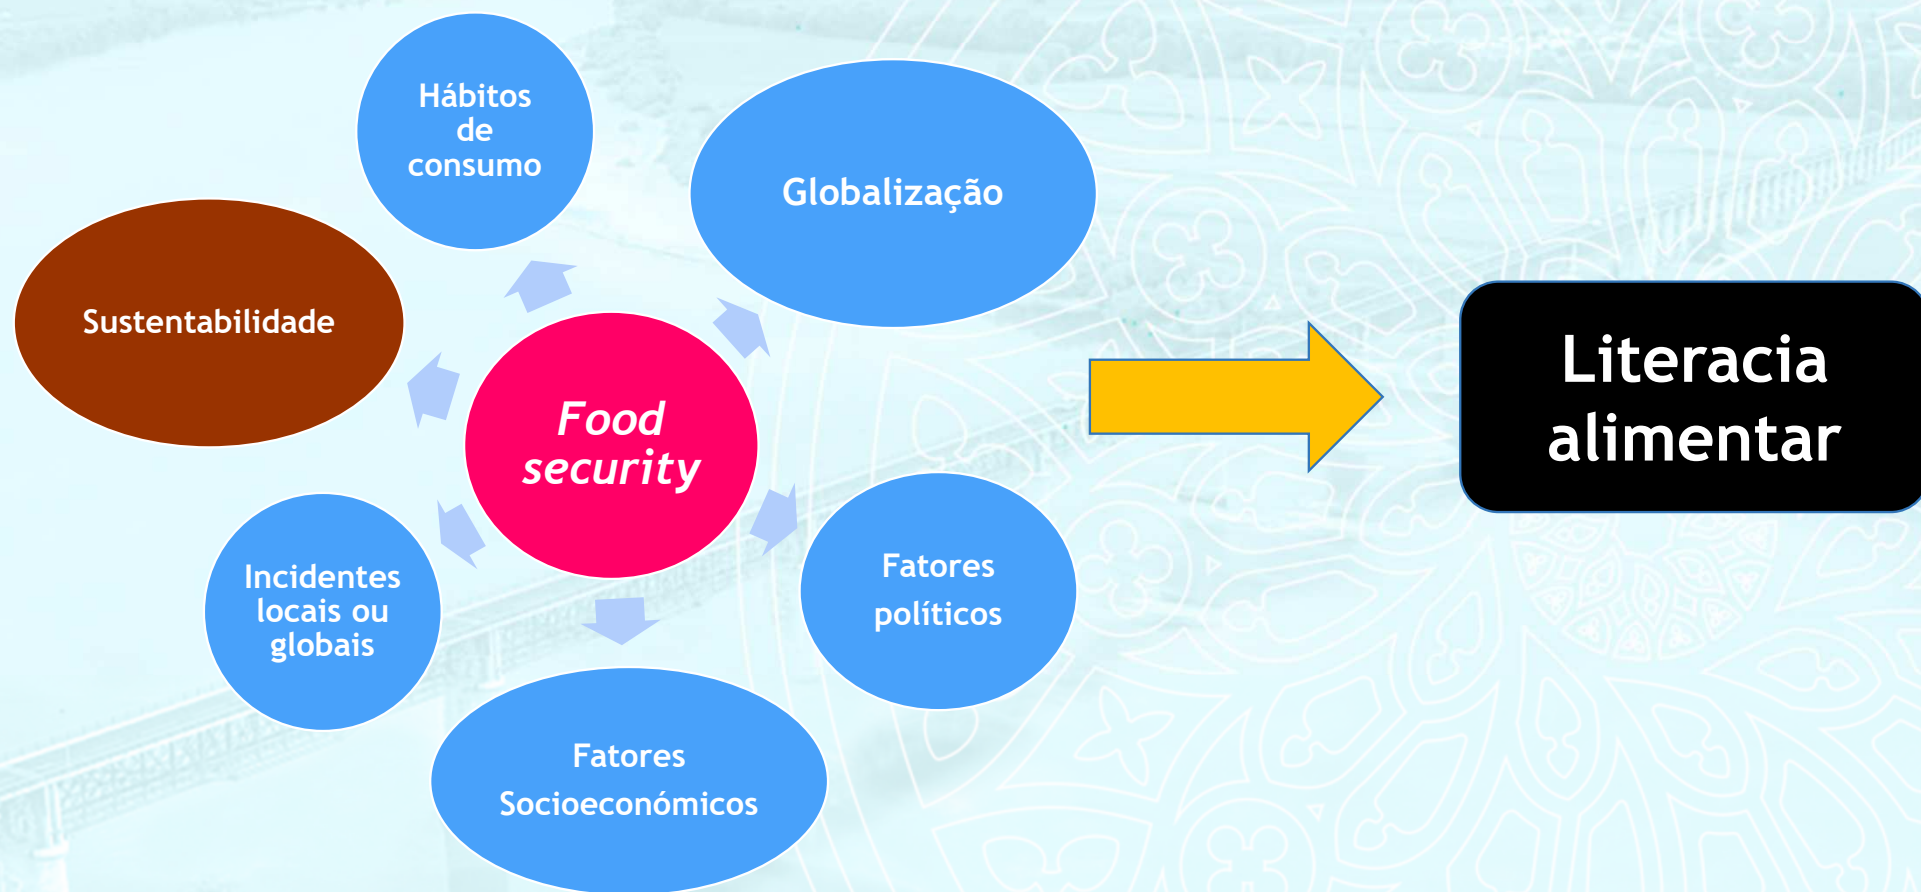 Hábitos
de
consumo
Globalização
Sustentabilidade
Food
security
Literacia
alimentar
Incidentes
locais ou
globais
Fatores
políticos
Fatores
Socioeconómicos